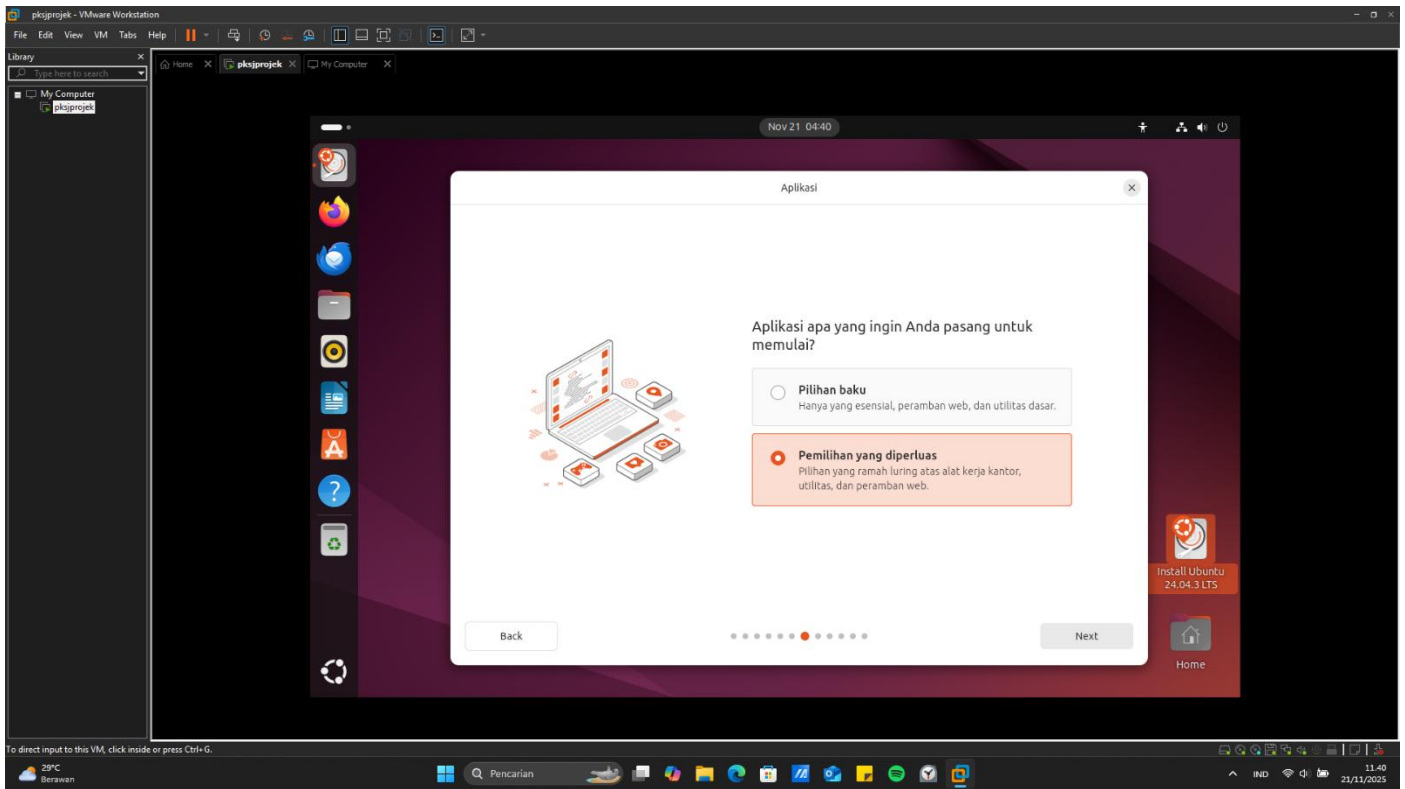 pksjprojek - VMware Workstation
File Edit View VM Tabs Help
Library
Type here to search
My Computer
pksjprojek
Home
pksjprojek
My Computer
Nov 21 04:40
Aplikasi
Aplikasi apa yang ingin Anda pasang untuk
memulai?
Pilihan baku
Hanya yang esensial, peramban web, dan utilitas dasar.
Pemilihan yang diperluas
Pilihan yang ramah luring atas alat kerja kantor,
utilitas, dan peramban web.
Install Ubuntu
24.04.3 LTS
Back
Next
Home
To direct input to this VM, click inside or press Ctrl+G.
29°C
Berawan
Pencarian
IND
11.40
21/11/2025